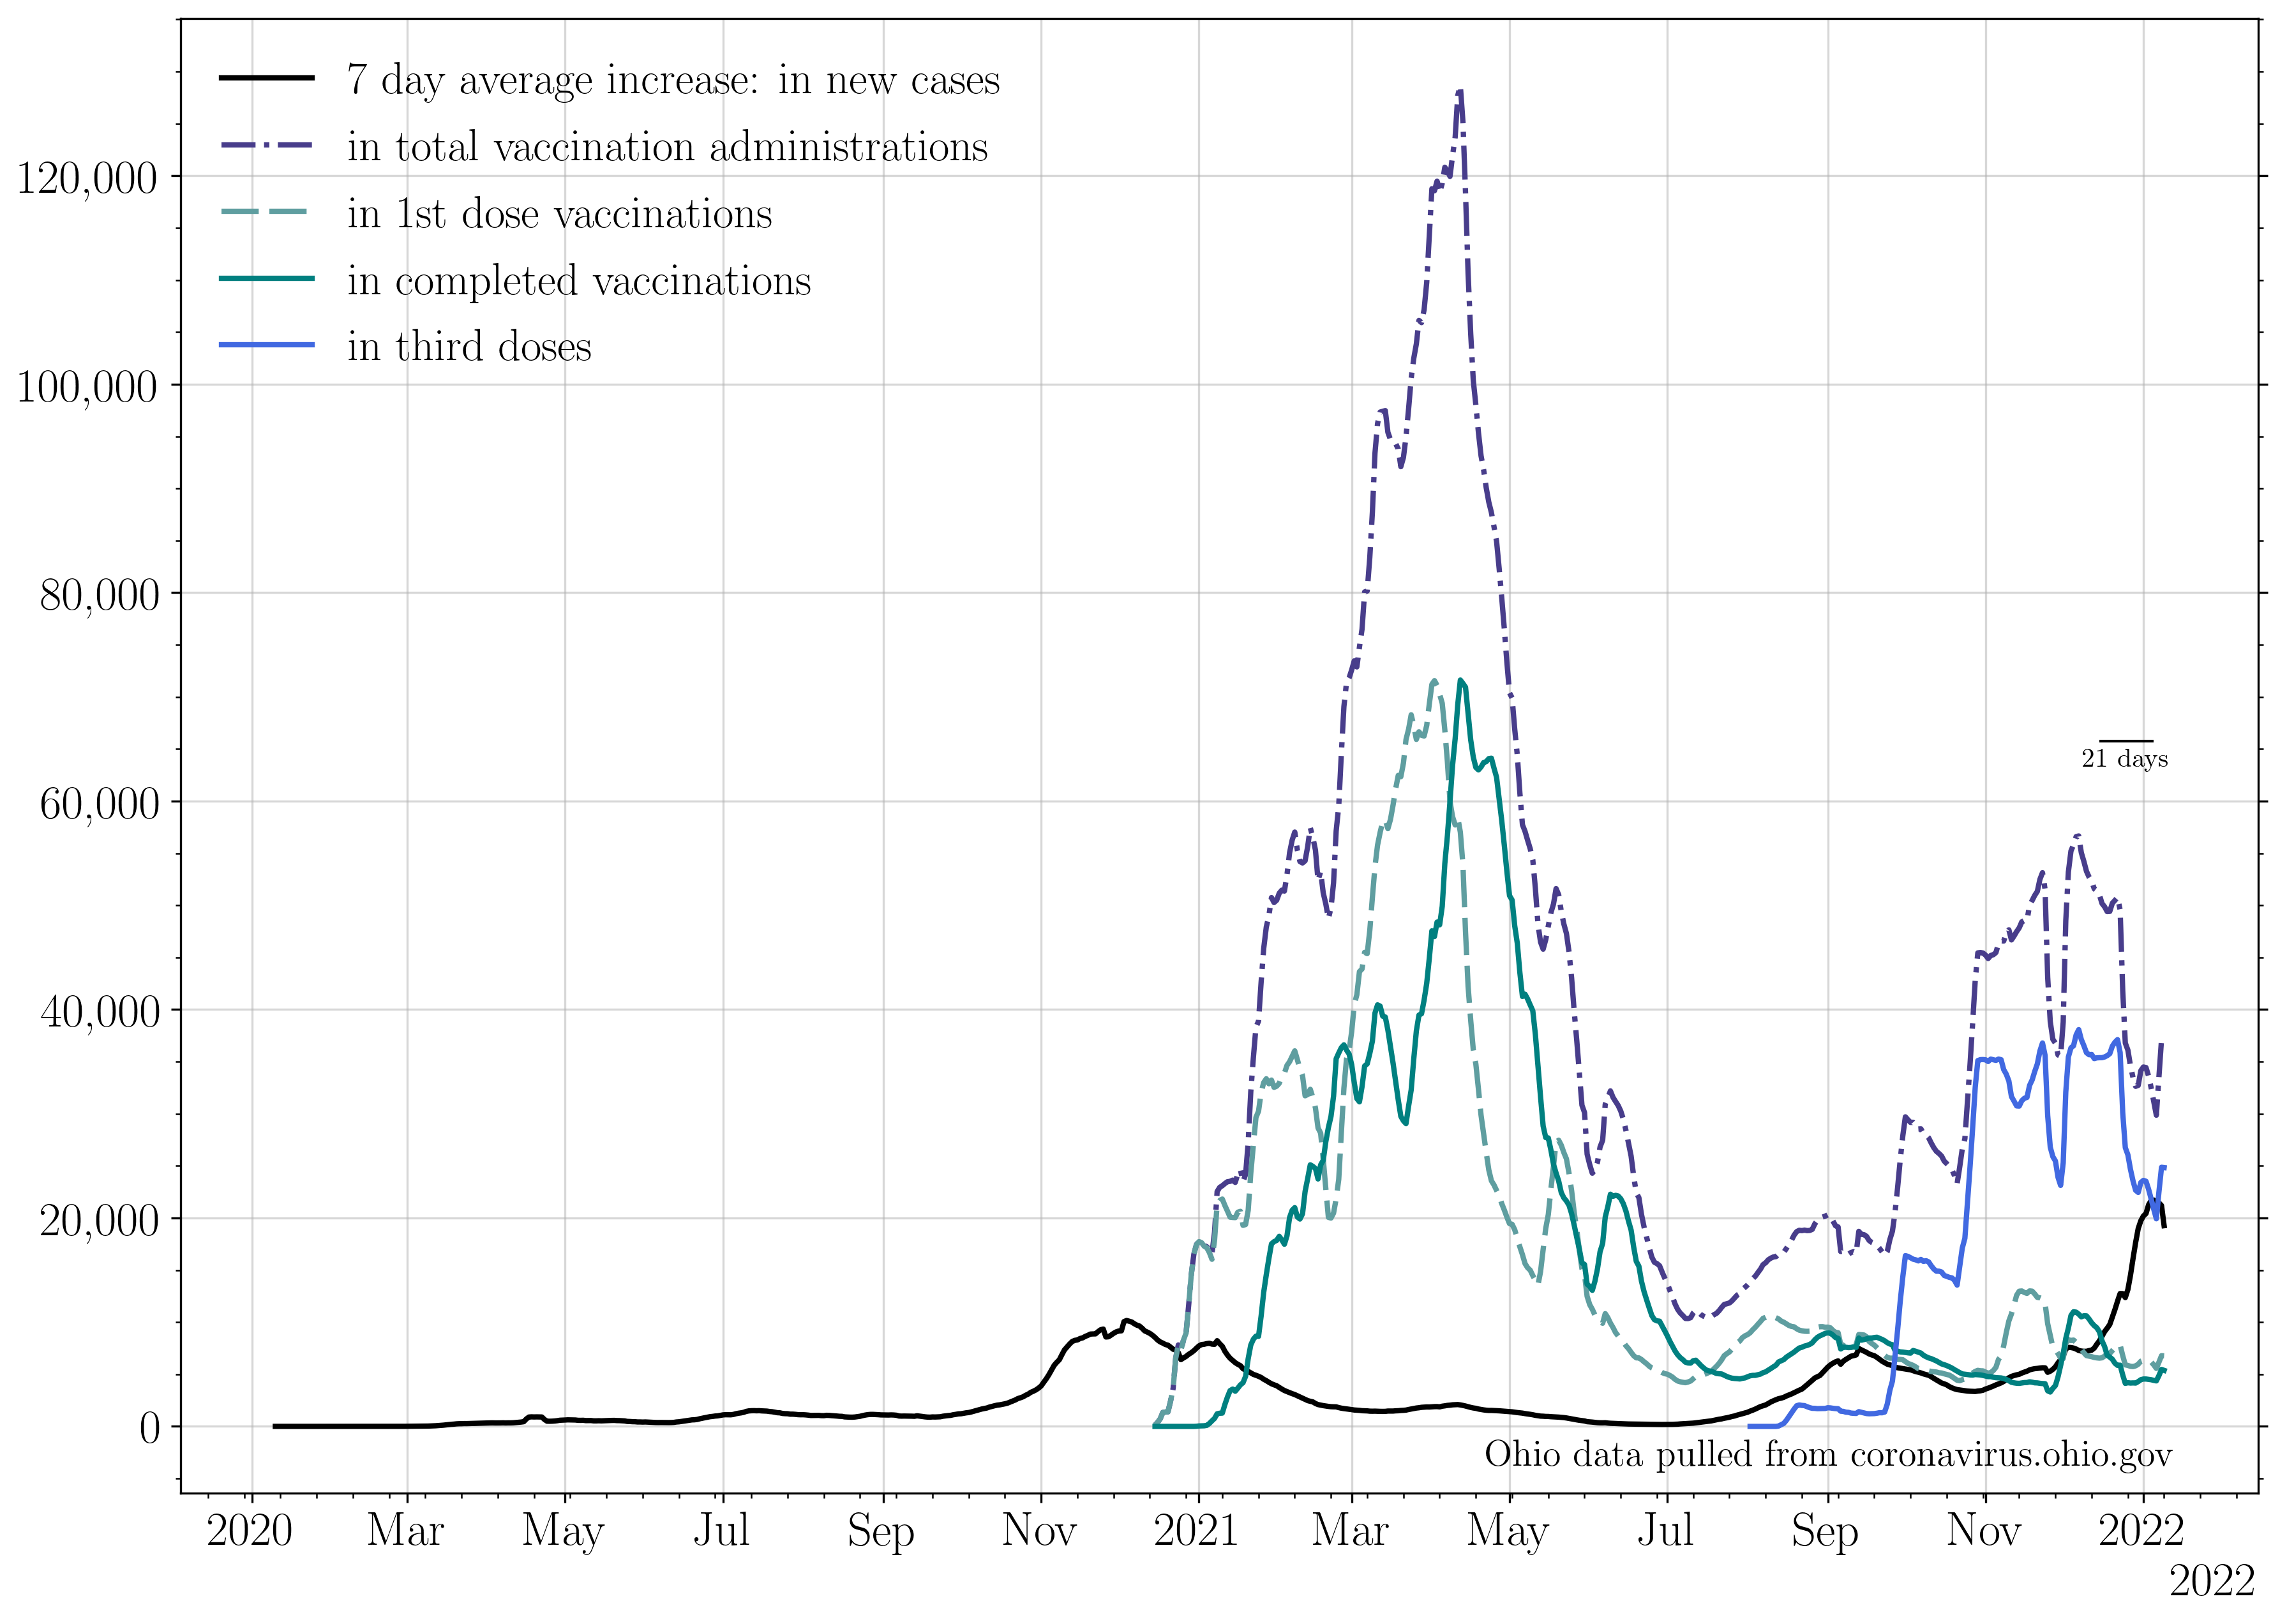 7 day average increase: in new cases
in total vaccination administrations
in 1st dose vaccinations
in completed vaccinations
in third doses
120,000
100,000
80,000
60,000
40,000
20,000
0
21 days
Ohio data pulled from coronavirus.ohio.gov
2020 Mar May Jul Sep Nov 2021 Mar May Jul Sep Nov 2022
2022